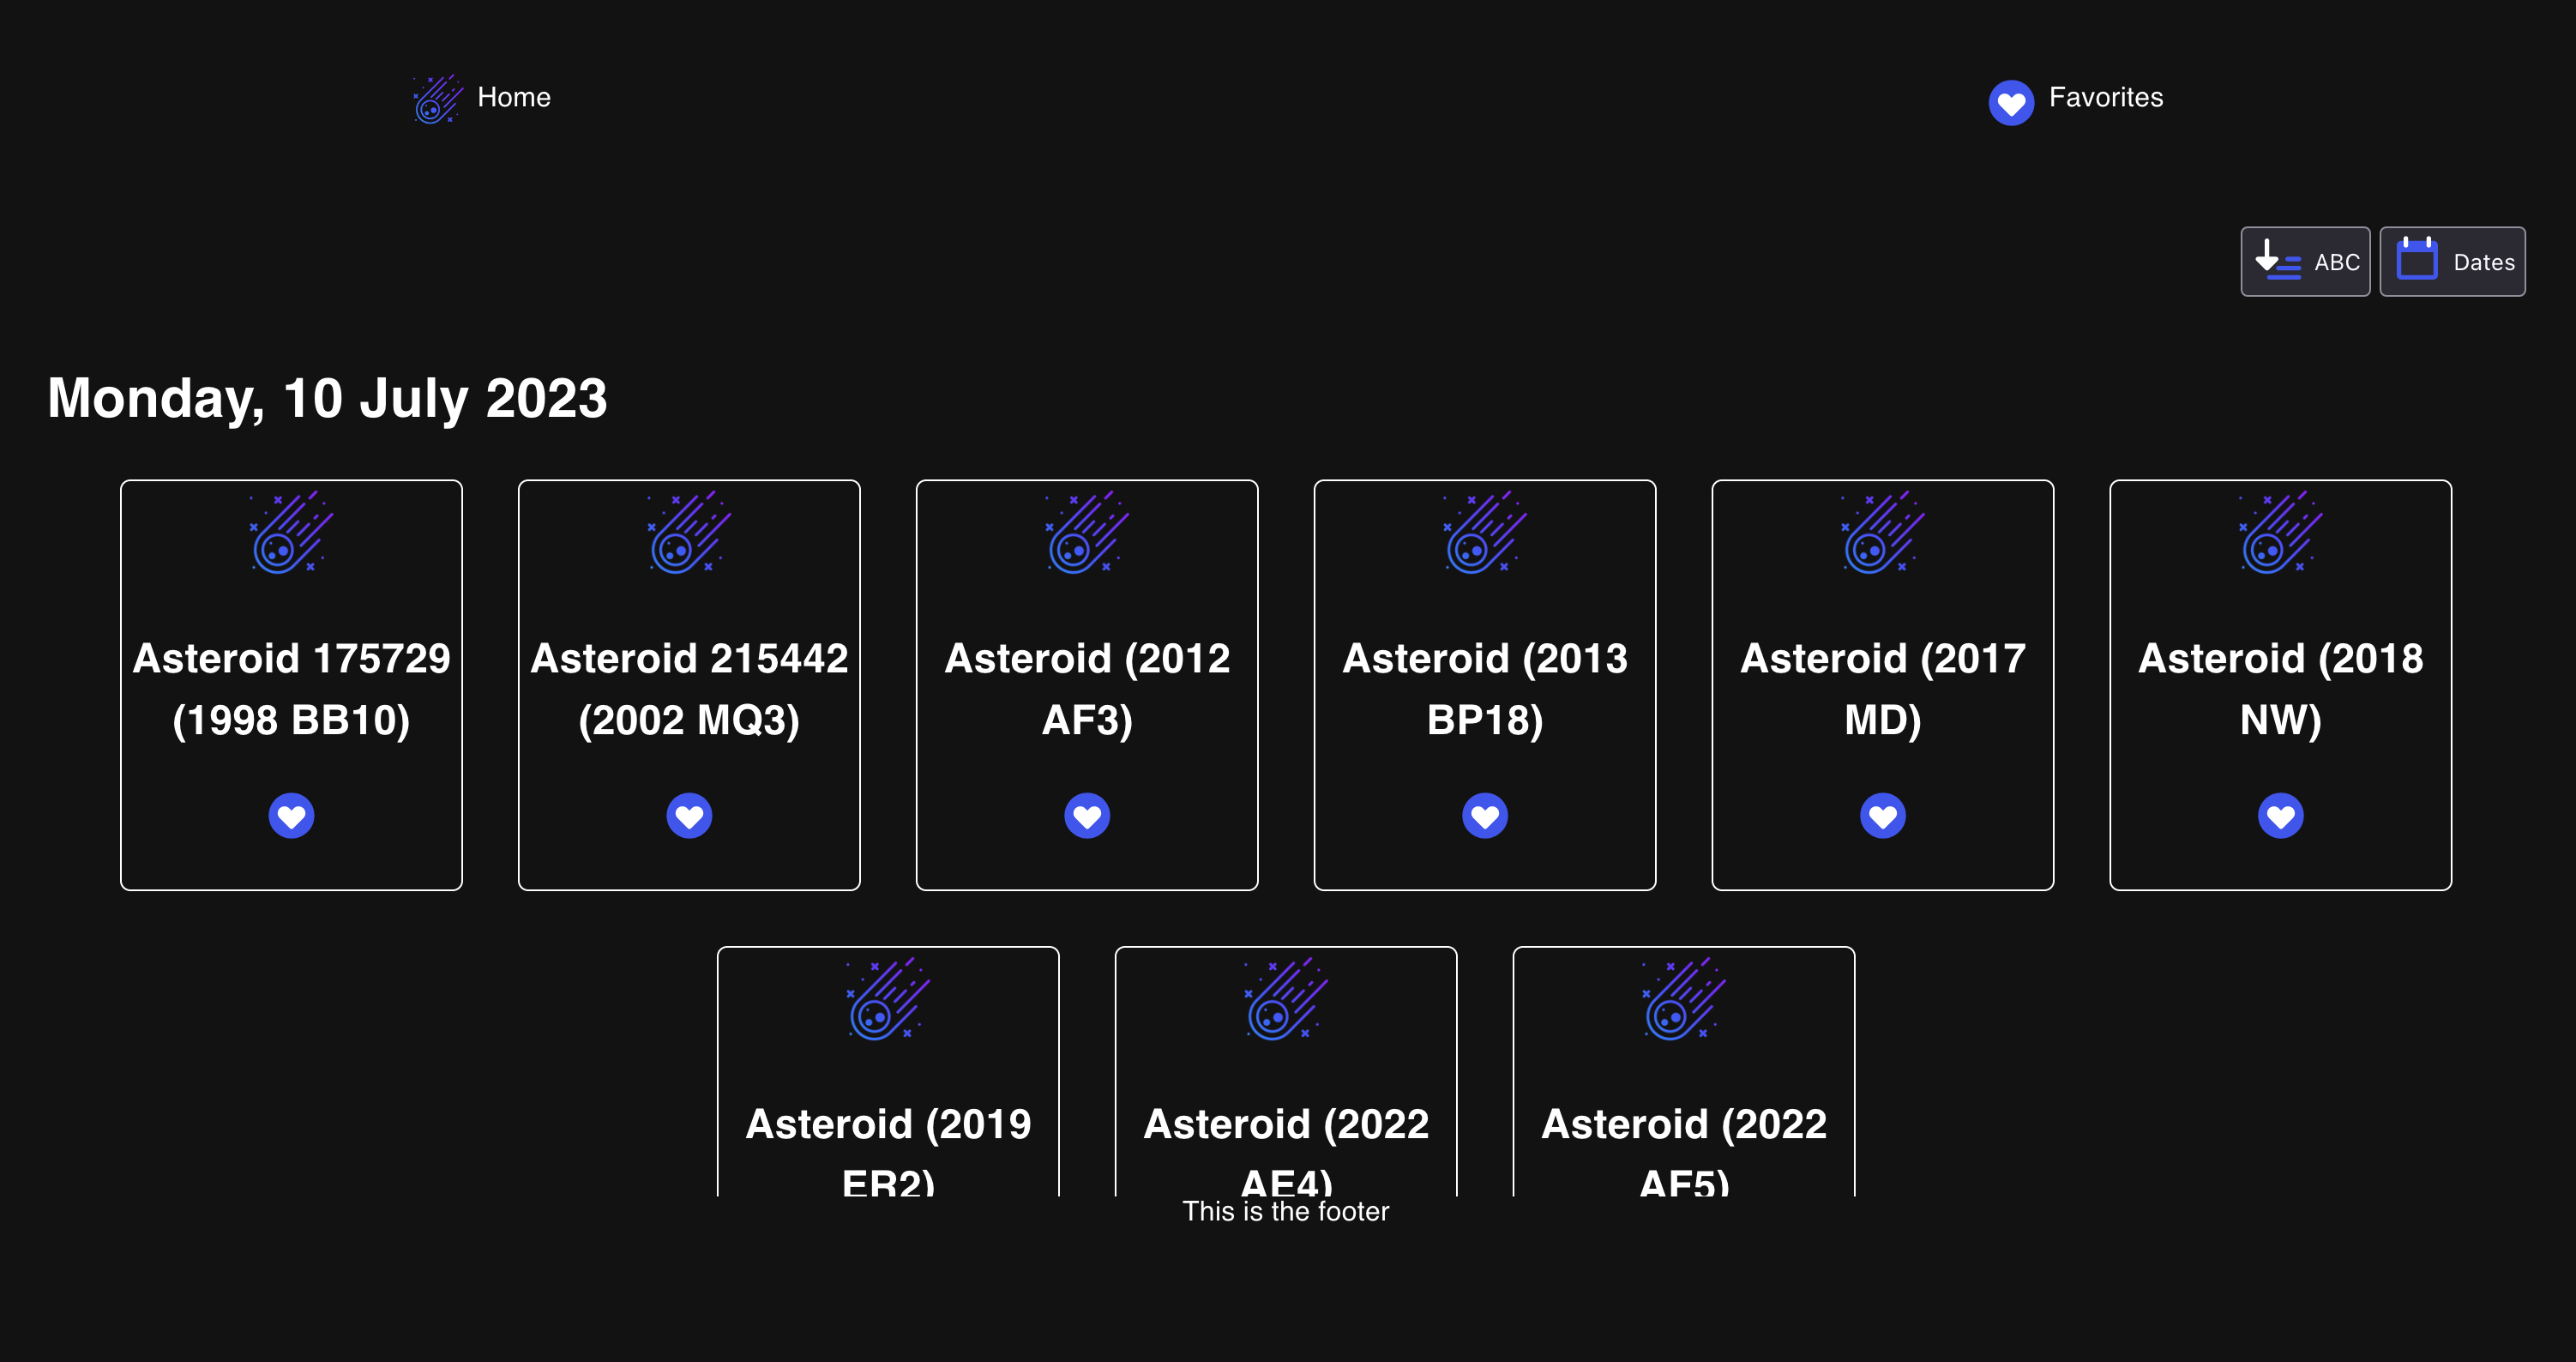 Home
Favorites
ABC
Dates
Monday, 10 July 2023
Asteroid 175729
(1998 BB10)
Asteroid 215442
(2002 MQ3)
Asteroid (2012
AF3)
Asteroid (2013
BP18)
Asteroid (2017
MD)
Asteroid (2018
NW)
Asteroid (2019
ER2)
Asteroid (2022
AE4)
Asteroid (2022
AF5)
This is the footer